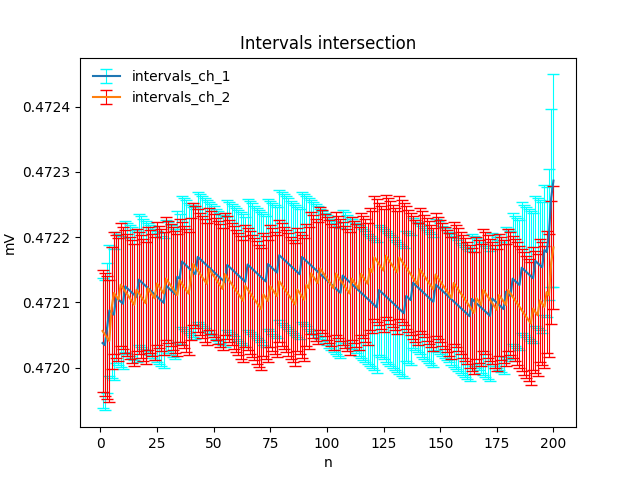 Intervals intersection
intervals_ch_1
intervals_ch_2
mV
0.4724
0.4723
0.4722
0.4721
0.4720
0 25 50 75 100 125 150 175 200
n